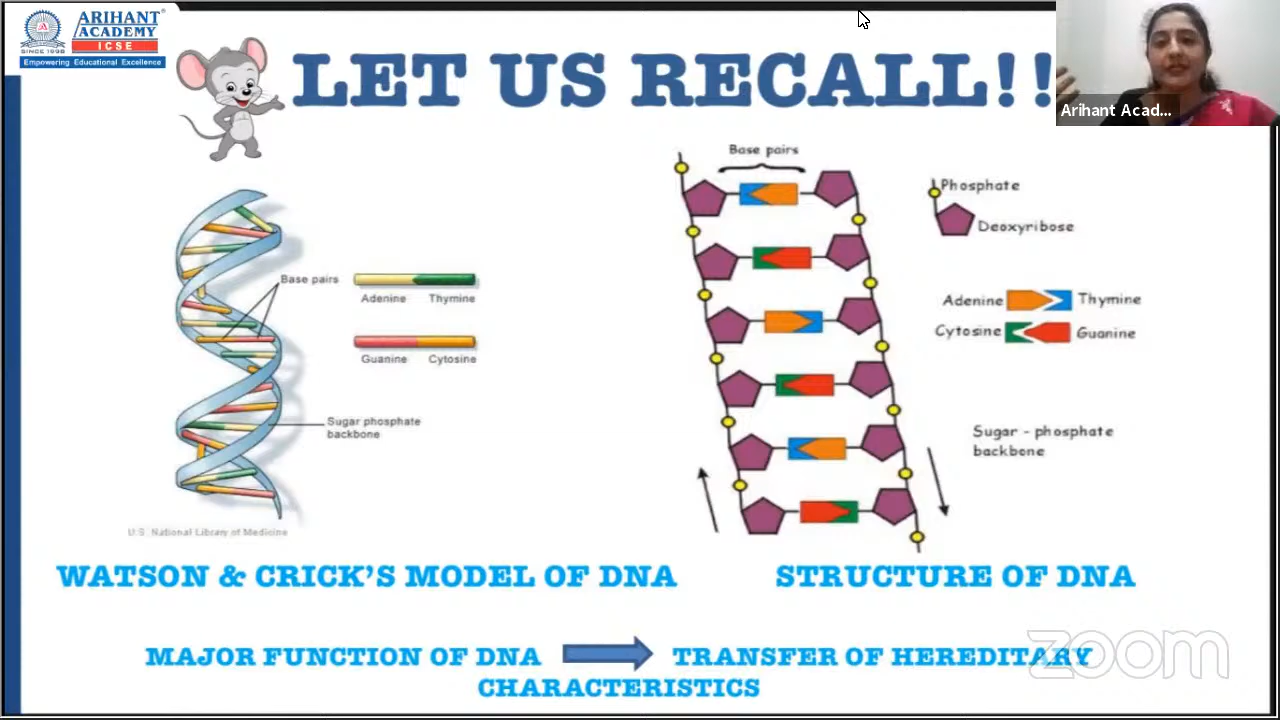 ARIHANT
ACADEMY
ICSE
SINCE 1998
Empowering Educational Excellence
LET US RECALL!!
Arihant Acad...
Base pairs
Adenine Thymine
Guanine Cytosine
Sugar phosphate
backbone
U.S. National Library of Medicine
Base pairs
Phosphate
Deoxyribose
Adenine Thymine
Cytosine Guanine
Sugar - phosphate
backbone
WATSON & CRICK'S MODEL OF DNA
STRUCTURE OF DNA
MAJOR FUNCTION OF DNA TRANSFER OF HEREDITARY
CHARACTERISTICS
zoom